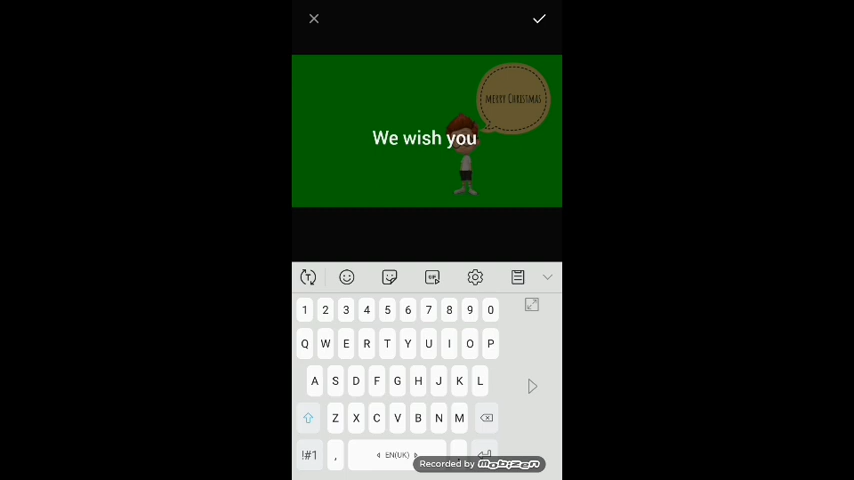 MERRY CHRISTMAS
We wish you
1 2 3 4 5 6 7 8 9 0
Q W E R T Y U I O P
A S D F G H J K L
Z X C V B N M
!#1 , EN(UK)
Recorded by mobizen